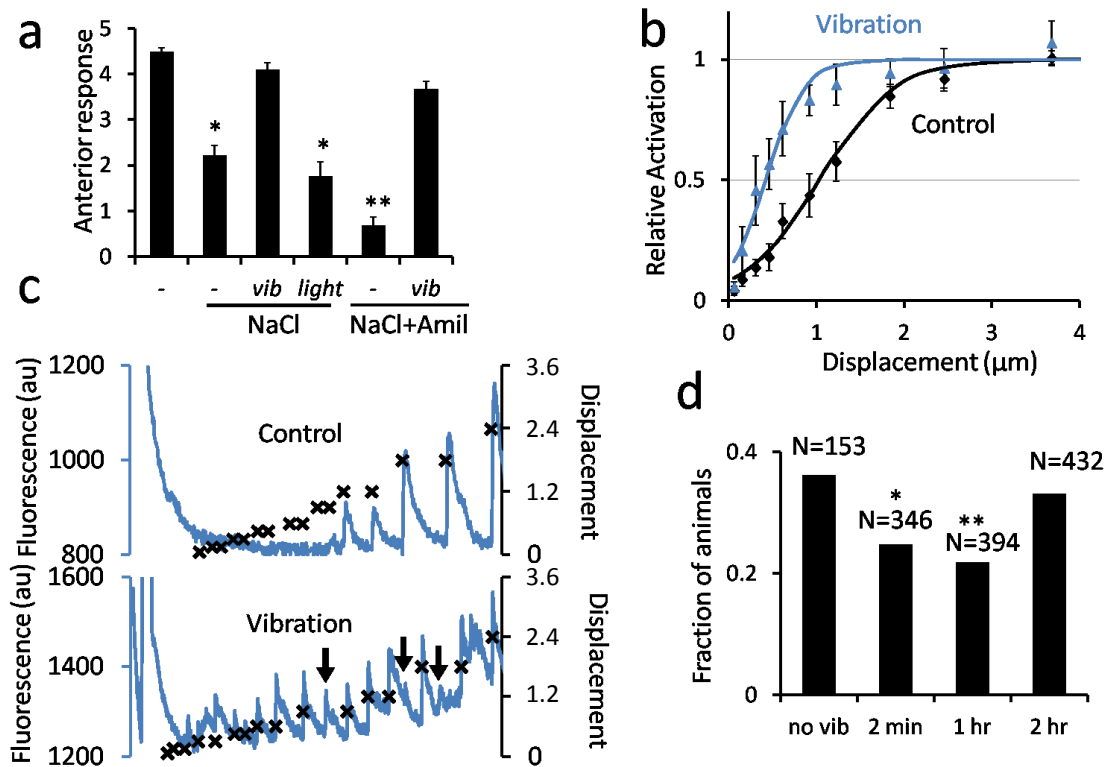 a
5
4
3
2
1
0
Anterior response
*
*
**
- - vib light - vib
NaCl NaCl+Amil
b
Vibration
Control
1
0.5
0
Relative Activation
0 1 2 3 4
Displacement (µm)
c
1200
1000
800
Fluorescence (au)
Control
3.6
2.4
1.2
0
Displacement
1600
1400
1200
Fluorescence (au)
Vibration
3.6
2.4
1.2
0
Displacement
d
0.4
0.2
0
Fraction of animals
N=153
*
N=346
**
N=394
N=432
no vib 2 min 1 hr 2 hr